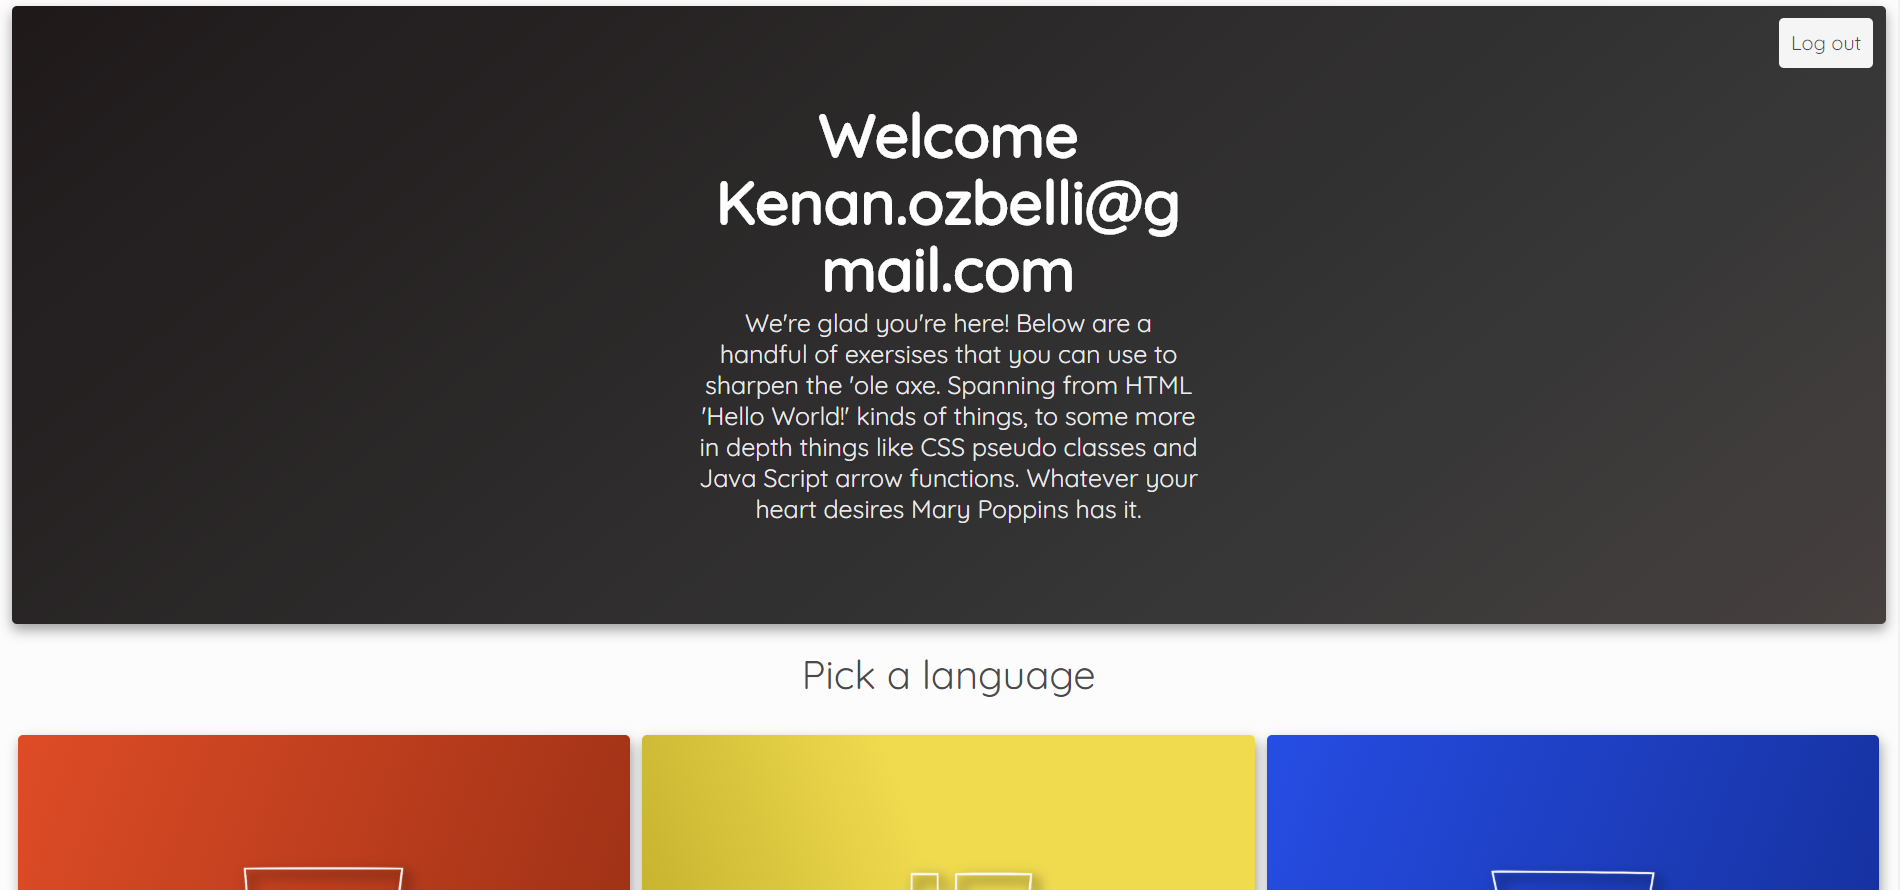 Log out
Welcome
Kenan.ozbelli@g
mail.com
We're glad you're here! Below are a
handful of exersises that you can use to
sharpen the 'ole axe. Spanning from HTML
'Hello World!' kinds of things, to some more
in depth things like CSS pseudo classes and
Java Script arrow functions. Whatever your
heart desires Mary Poppins has it.
Pick a language